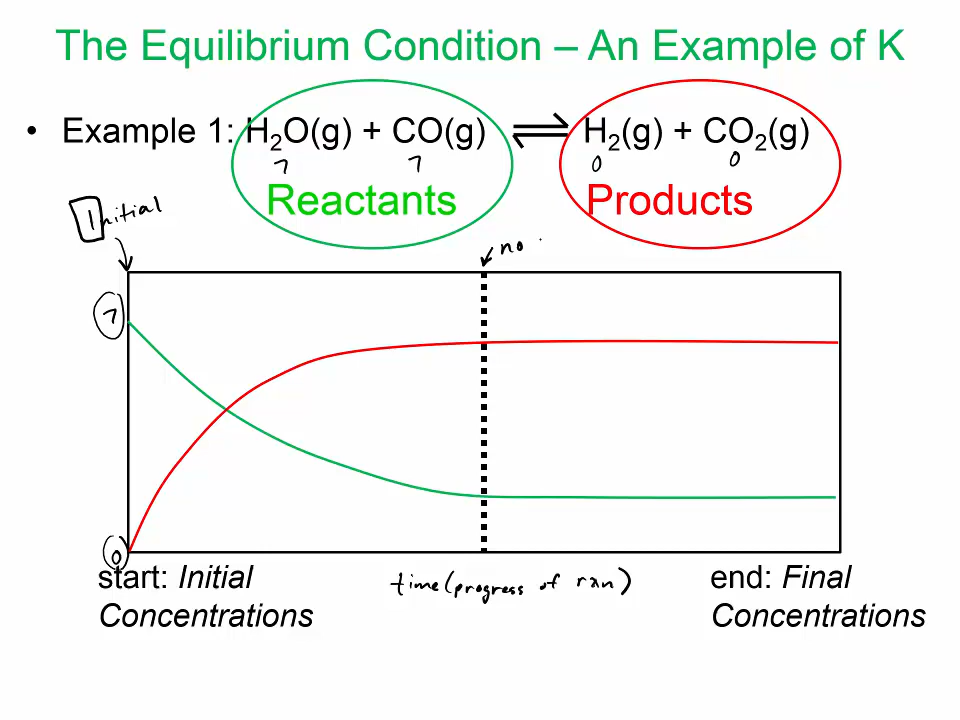 The Equilibrium Condition – An Example of K
• Example 1: H₂O(g) + CO(g) ⇌ H₂(g) + CO₂(g)
7 7 0 0
Reactants Products
Initial
no
7
0
start: Initial
Concentrations
time (progress of rxn)
end: Final
Concentrations